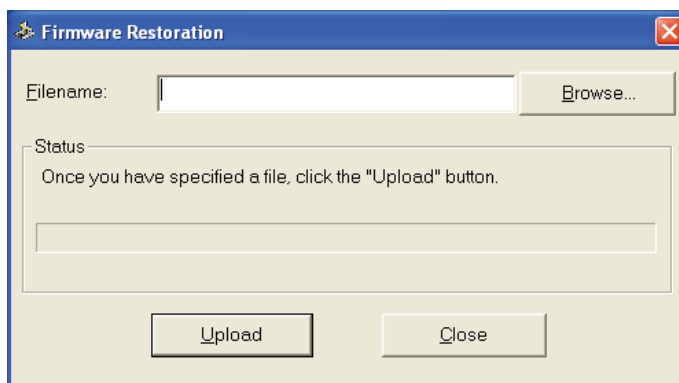 Firmware Restoration
Filename:
Browse...
Status
Once you have specified a file, click the "Upload" button.
Upload
Close